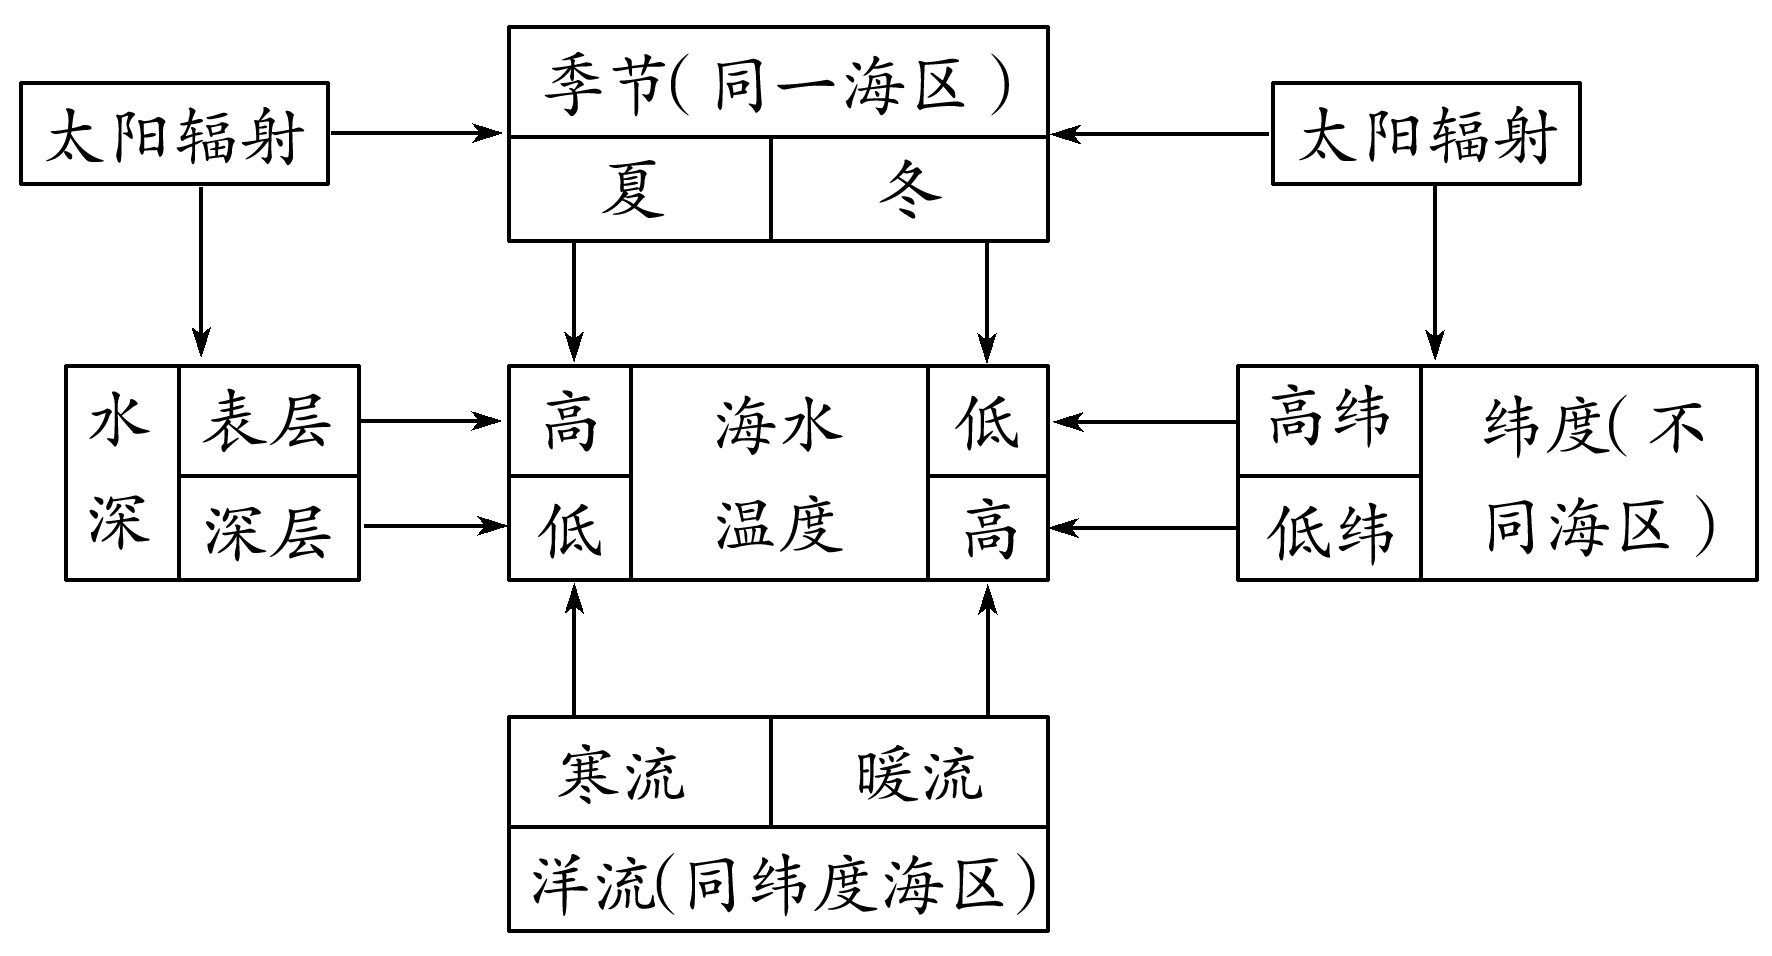 季节(同一海区)
太阳辐射
太阳辐射
夏
冬
水深
表层
深层
高
低
海水
温度
低
高
高纬
低纬
纬度(不
同海区)
寒流
暖流
洋流(同纬度海区)